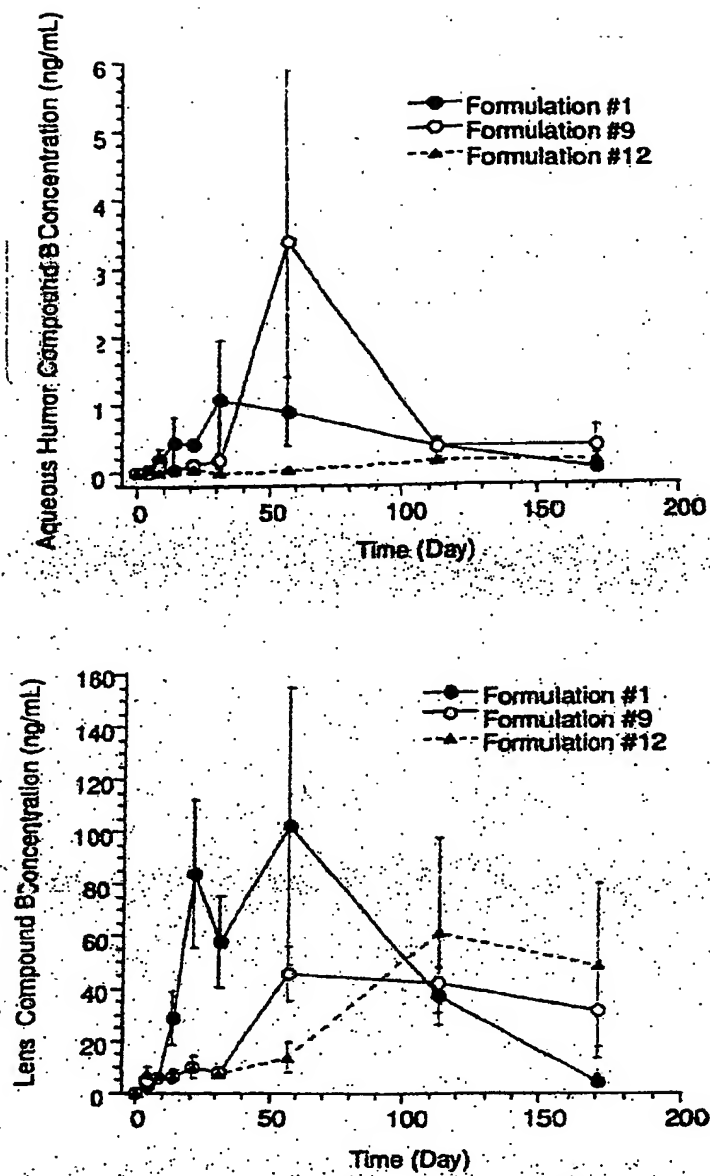 Aqueous Humor Compound B Concentration (ng/mL)
6
5
4
3
2
1
0
Formulation #1
Formulation #9
Formulation #12
0 50 100 150 200
Time (Day)
Lens Compound B Concentration (ng/mL)
160
140
120
100
80
60
40
20
0
Formulation #1
Formulation #9
Formulation #12
0 50 100 150 200
Time (Day)